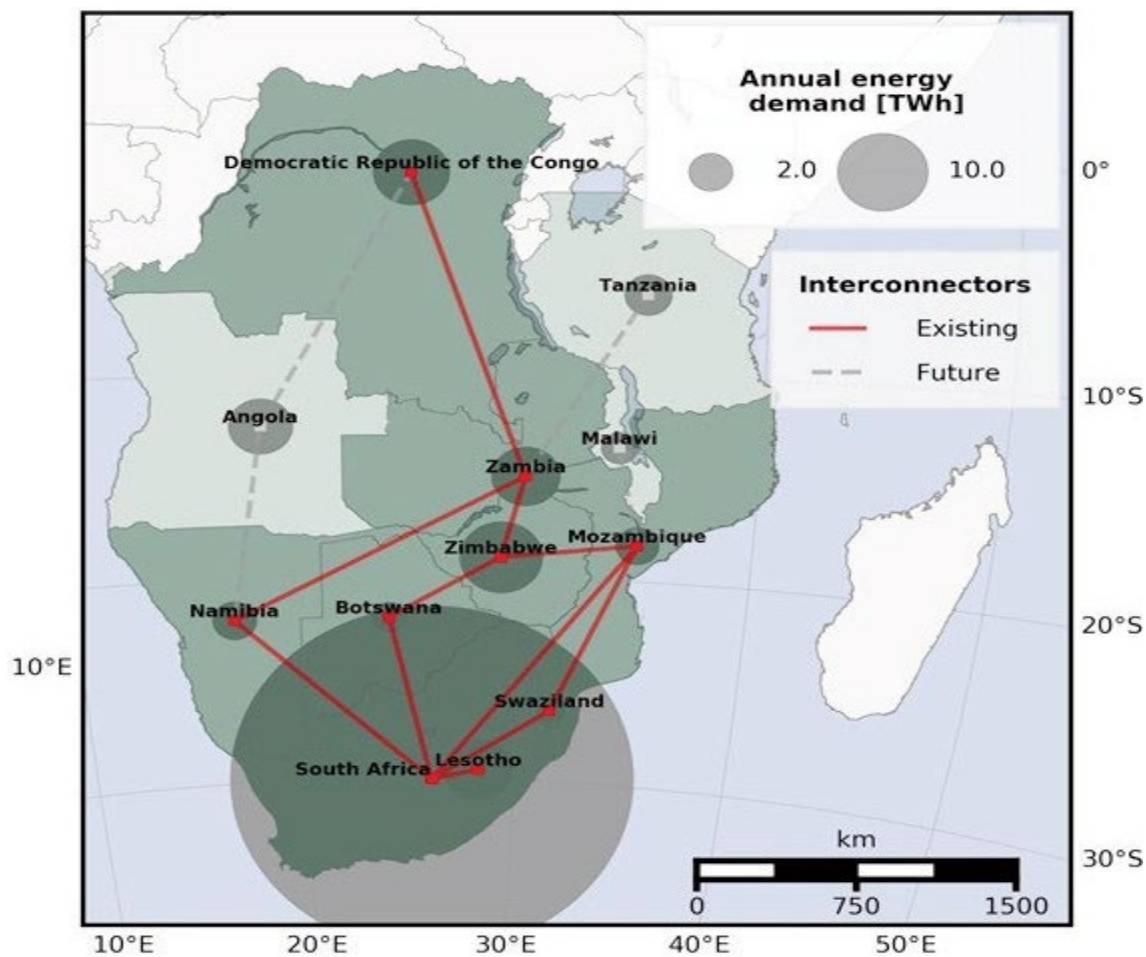 Annual energy
demand [TWh]
2.0 10.0
Democratic Republic of the Congo
0°
Tanzania
Interconnectors
Existing
Future
10°S
Angola
Malawi
Zambia
Mozambique
Zimbabwe
Namibia
Botswana
20°S
10°E
Swaziland
Lesotho
South Africa
km
30°S
0 750 1500
10°E 20°E 30°E 40°E 50°E